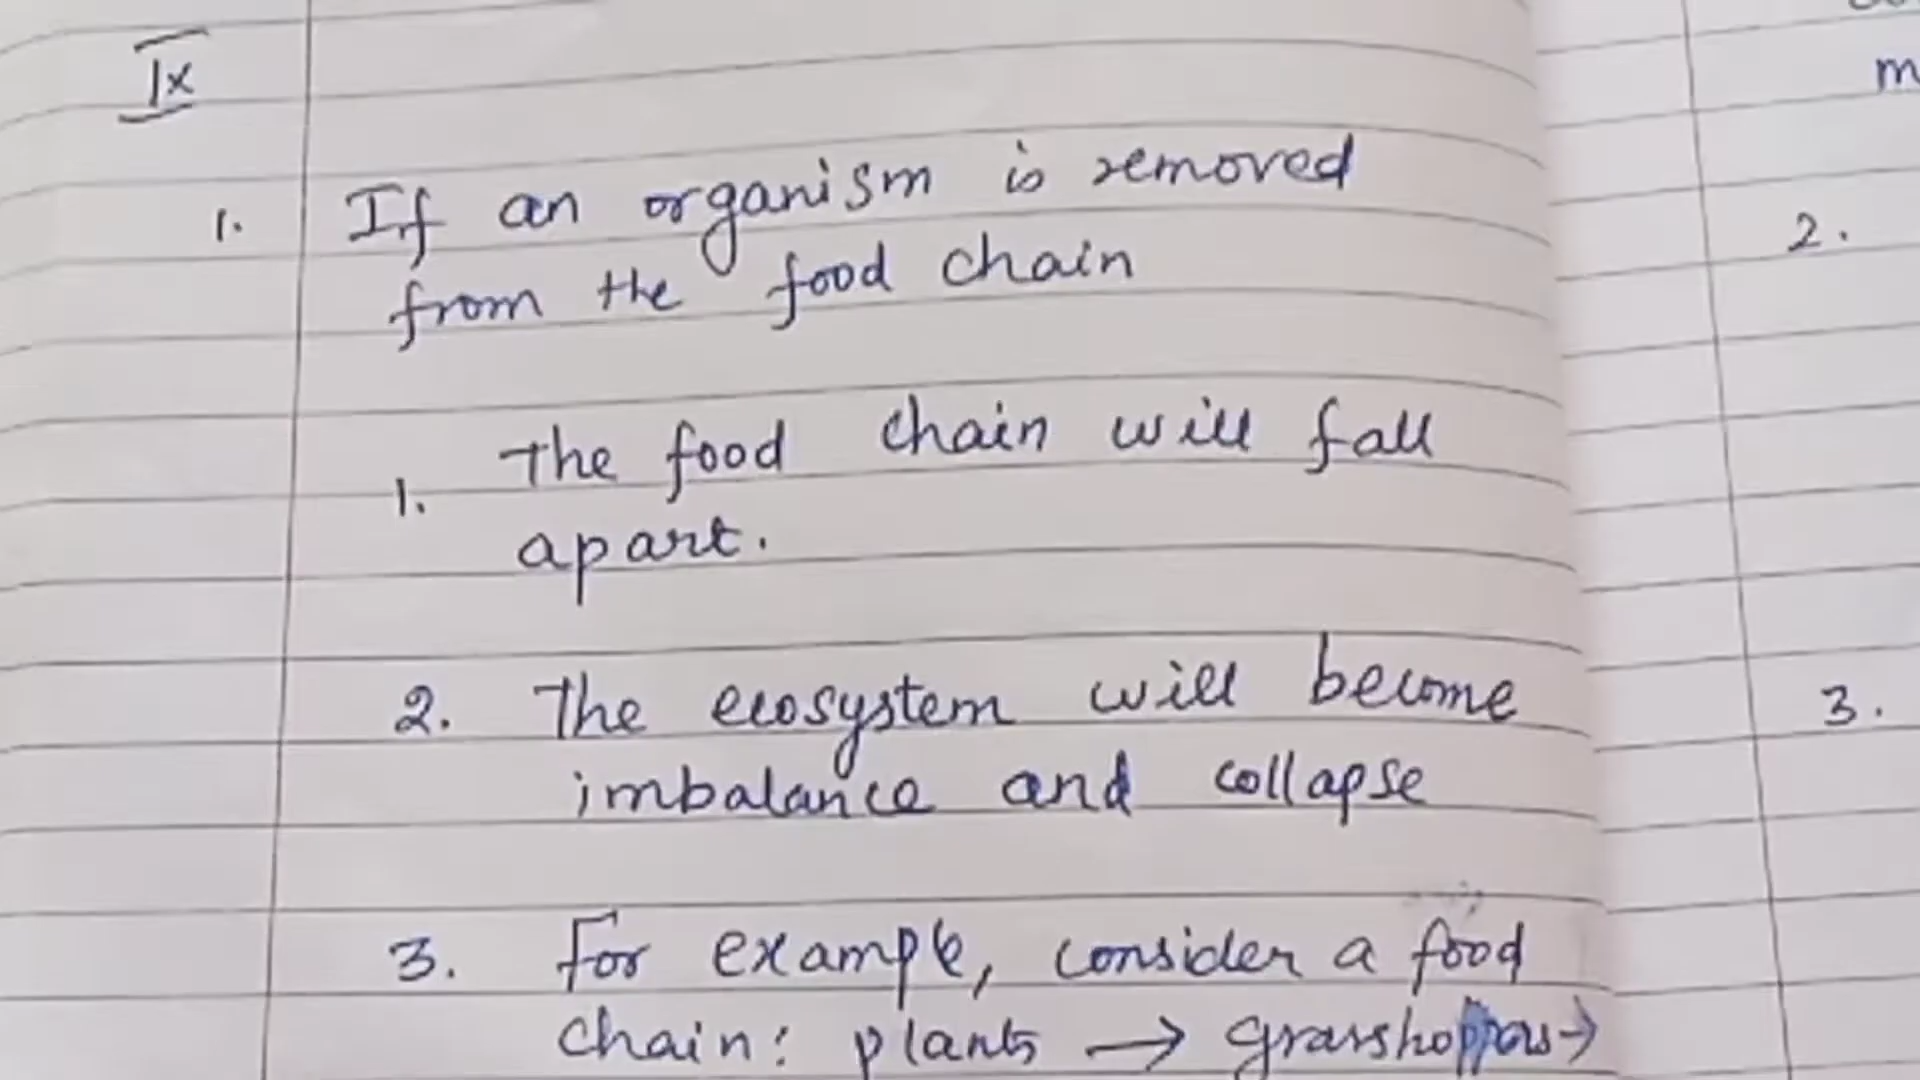 IX
1. If an organism is removed
from the food chain
1. The food chain will fall
apart.
2. The ecosystem will become
imbalance and collapse
3. For example, consider a food
chain: plants → grasshoppers→
m
2.
3.